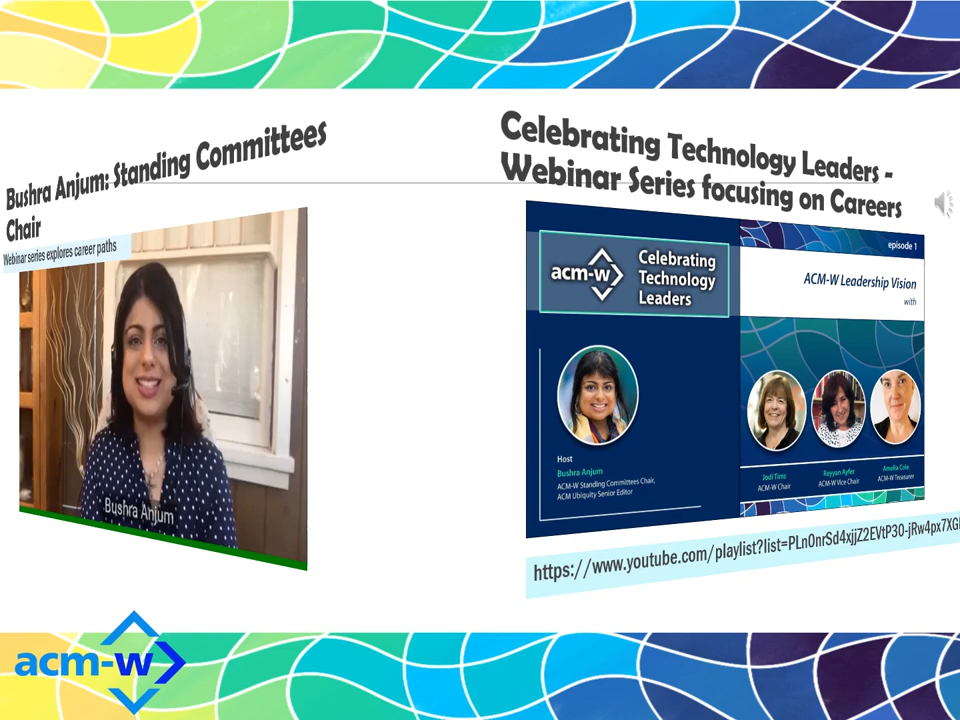 Bushra Anjum: Standing Committees
Chair
Webinar series explores career paths
Bushra Anjum
Celebrating Technology Leaders -
Webinar Series focusing on Careers
acm-w
Celebrating
Technology
Leaders
episode 1
ACM-W Leadership Vision
with
Host
Bushra Anjum
ACM-W Standing Committees Chair,
ACM Ubiquity Senior Editor
Jodi Tims
ACM-W Chair
Reyyan Ayfer
ACM-W Vice Chair
Amelia Cole
ACM-W Treasurer
https://www.youtube.com/playlist?list=PLn0nrSd4xjjZ2EVtP3O-jRw4px7XG
acm-w